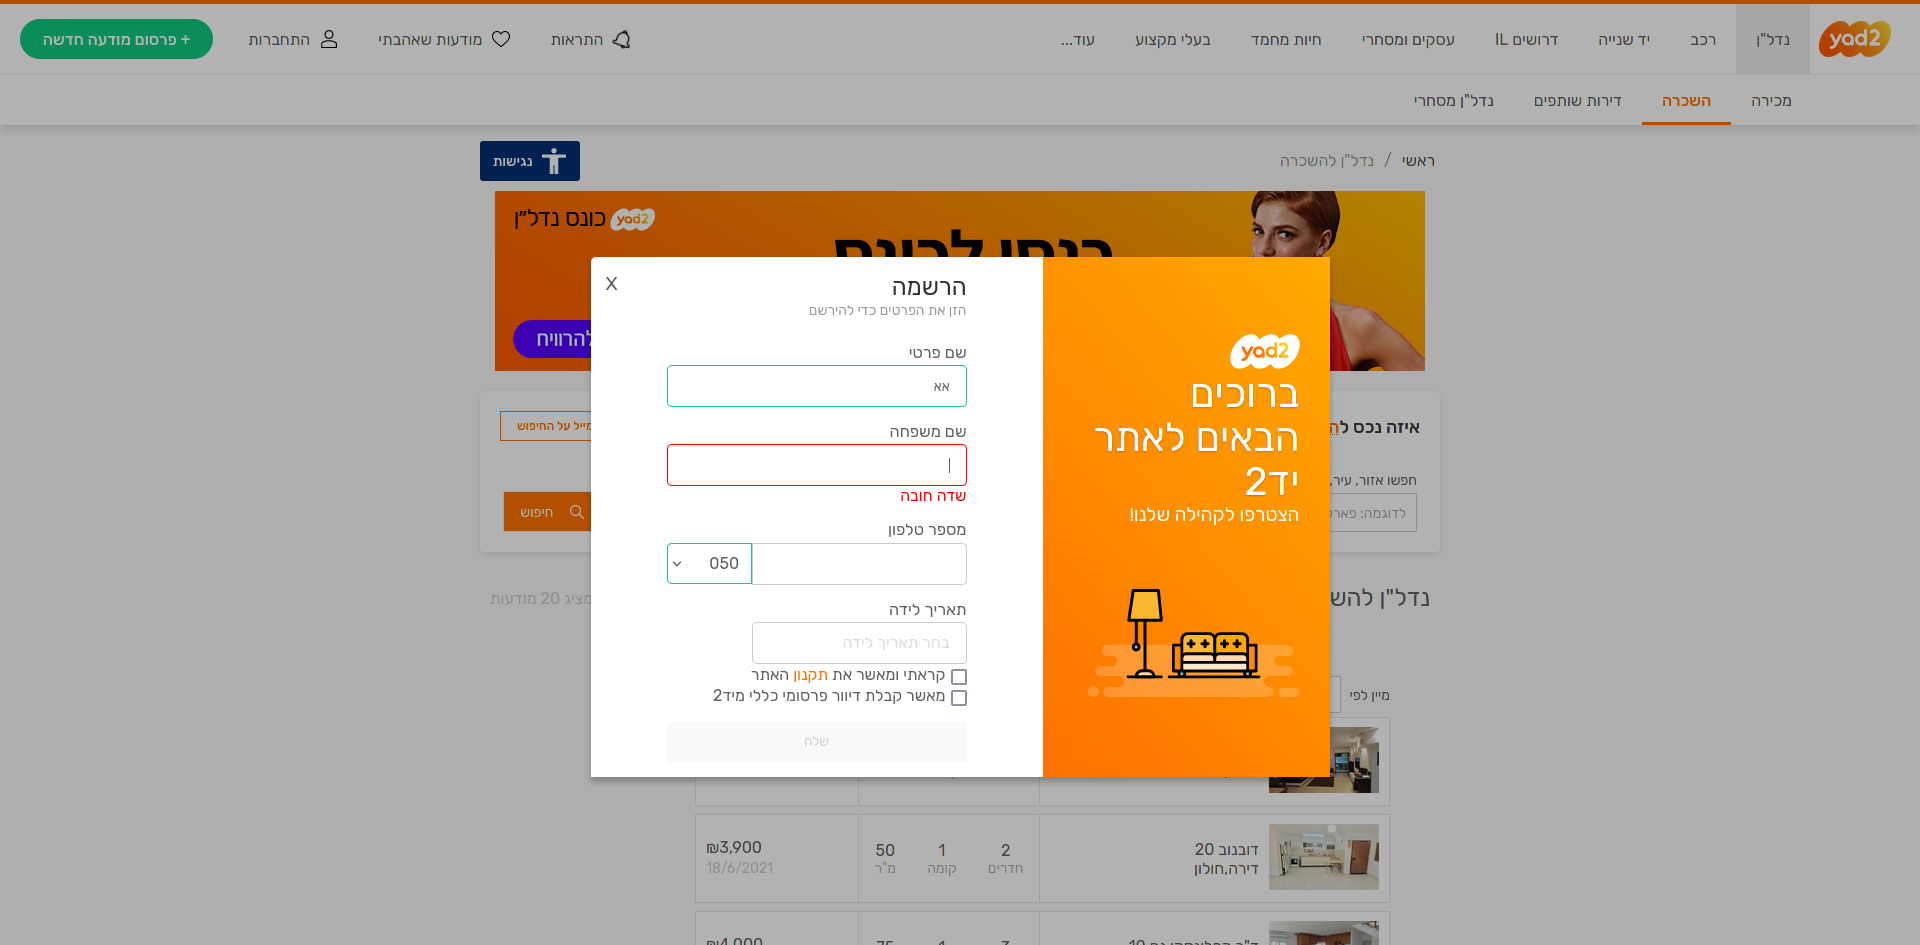 yad2
נדל"ן
רכב
יד שנייה
דרושים IL
עסקים ומסחרי
חיות מחמד
בעלי מקצוע
עוד...
התראות
מודעות שאהבתי
התחברות
+ פרסום מודעה חדשה
מכירה
השכרה
דירות שותפים
נדל"ן מסחרי
ראשי / נדל"ן להשכרה
נגישות
yad2 כונס נדל"ן
להרוויח
הרשמה
X
הזן את הפרטים כדי להירשם
שם פרטי
אא
שם משפחה
שדה חובה
מספר טלפון
050
תאריך לידה
בחר תאריך לידה
קראתי ומאשר את תקנון האתר
מאשר קבלת דיוור פרסומי כללי מיד2
שלח
yad2
ברוכים
הבאים לאתר
יד2
הצטרפו לקהילה שלנו!
איזה נכס
מייל על החיפוש
חפשו אזור, עיר,
לדוגמה:
חיפוש
נדל"ן
מציג 20 מודעות
מיין לפי
דובנוב 20
דירה,חולון
2
חדרים
1
קומה
50
מ"ר
₪3,900
18/6/2021